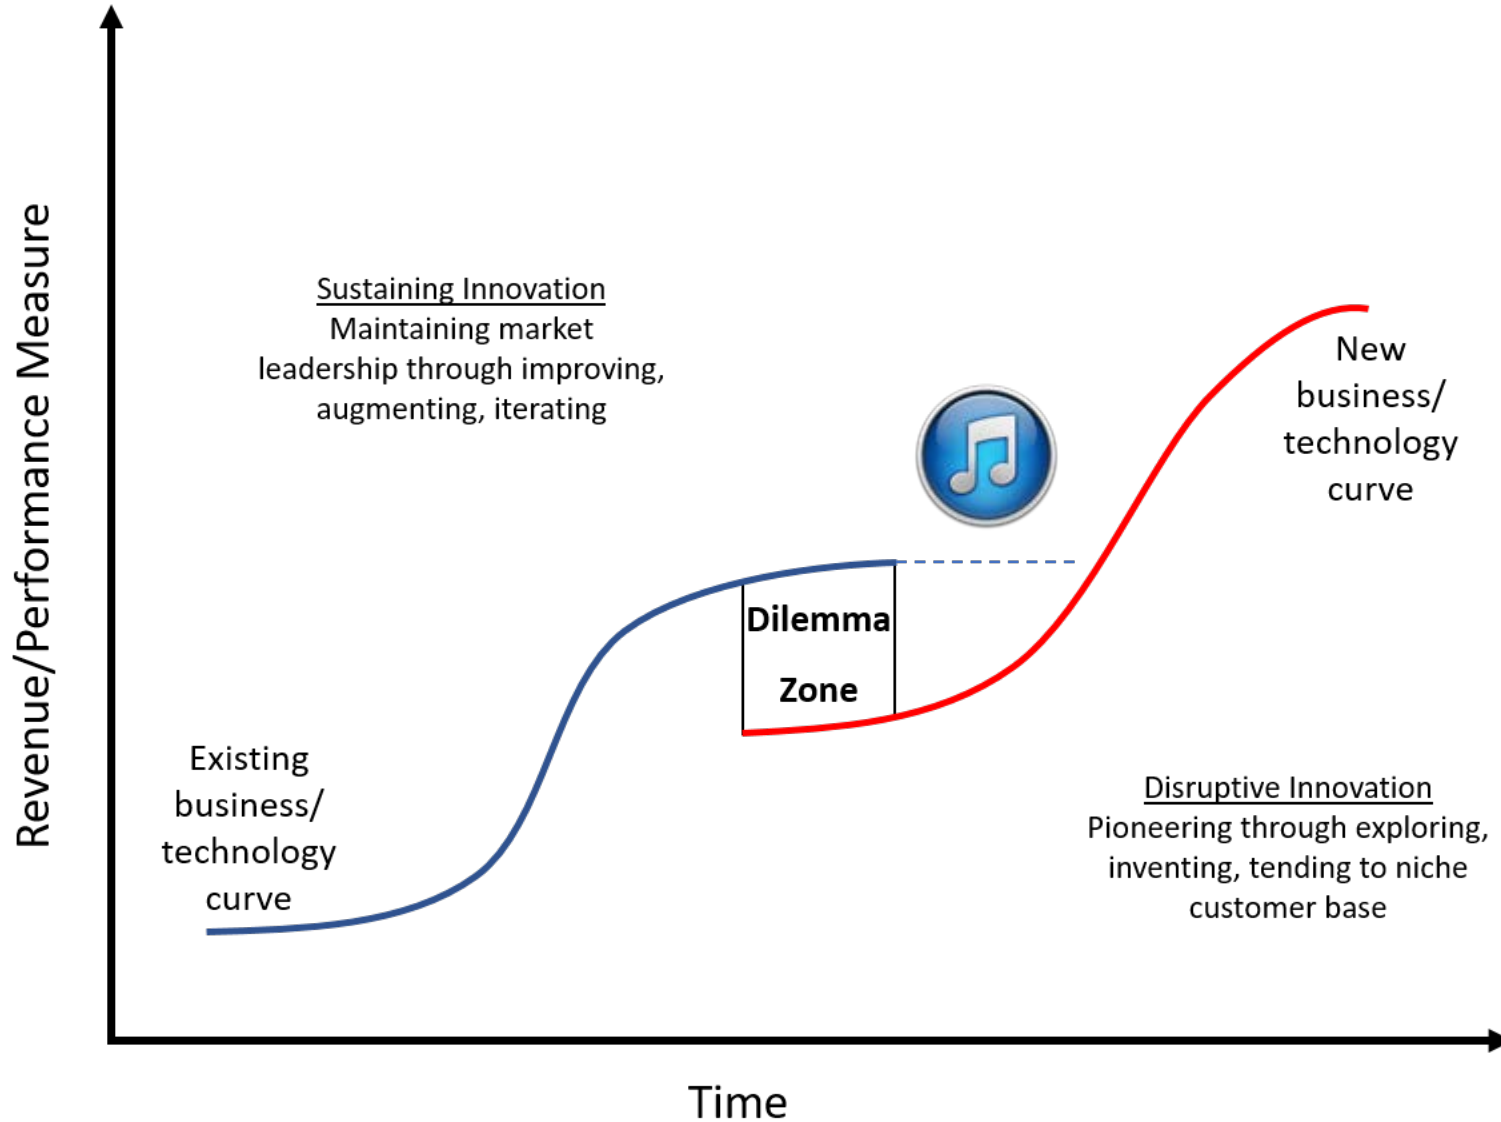 Revenue/Performance Measure
Sustaining Innovation
Maintaining market
leadership through improving,
augmenting, iterating
New
business/
technology
curve
Dilemma
Zone
Existing
business/
technology
curve
Disruptive Innovation
Pioneering through exploring,
inventing, tending to niche
customer base
Time